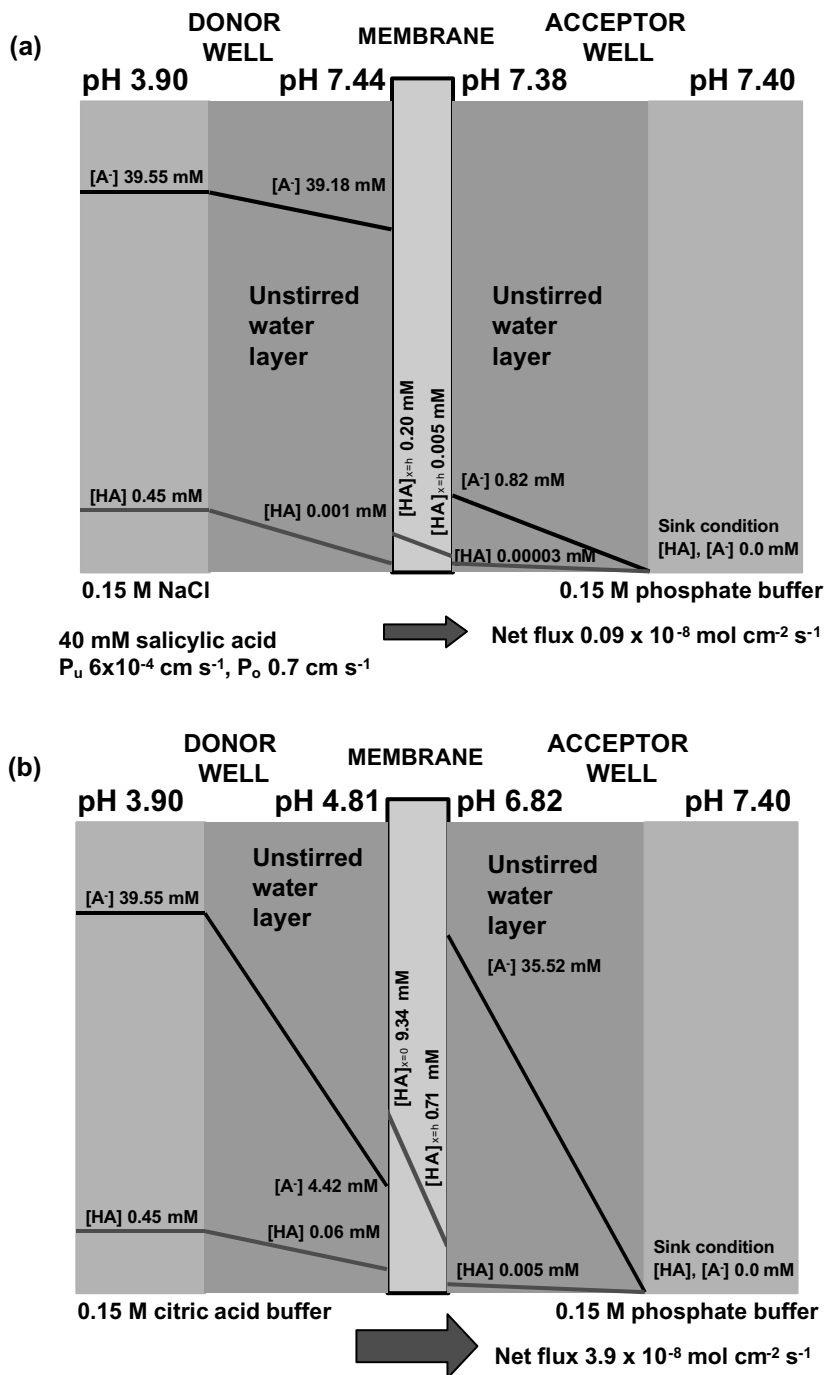 (a)
DONOR
WELL
MEMBRANE
ACCEPTOR
WELL
pH 3.90
pH 7.44
pH 7.38
pH 7.40
[A-] 39.55 mM
[A-] 39.18 mM
Unstirred
water
layer
Unstirred
water
layer
[HA]x=h 0.20 mM
[HA]x=h 0.005 mM
[A-] 0.82 mM
[HA] 0.45 mM
[HA] 0.001 mM
[HA] 0.00003 mM
Sink condition
[HA], [A-] 0.0 mM
0.15 M NaCl
0.15 M phosphate buffer
40 mM salicylic acid
Pu 6x10-4 cm s-1, Po 0.7 cm s-1
Net flux 0.09 x 10-8 mol cm-2 s-1
(b)
DONOR
WELL
MEMBRANE
ACCEPTOR
WELL
pH 3.90
pH 4.81
pH 6.82
pH 7.40
[A-] 39.55 mM
Unstirred
water
layer
Unstirred
water
layer
[A-] 35.52 mM
[HA]x=0 9.34 mM
[HA]x=h 0.71 mM
[A-] 4.42 mM
[HA] 0.45 mM
[HA] 0.06 mM
[HA] 0.005 mM
Sink condition
[HA], [A-] 0.0 mM
0.15 M citric acid buffer
0.15 M phosphate buffer
Net flux 3.9 x 10-8 mol cm-2 s-1